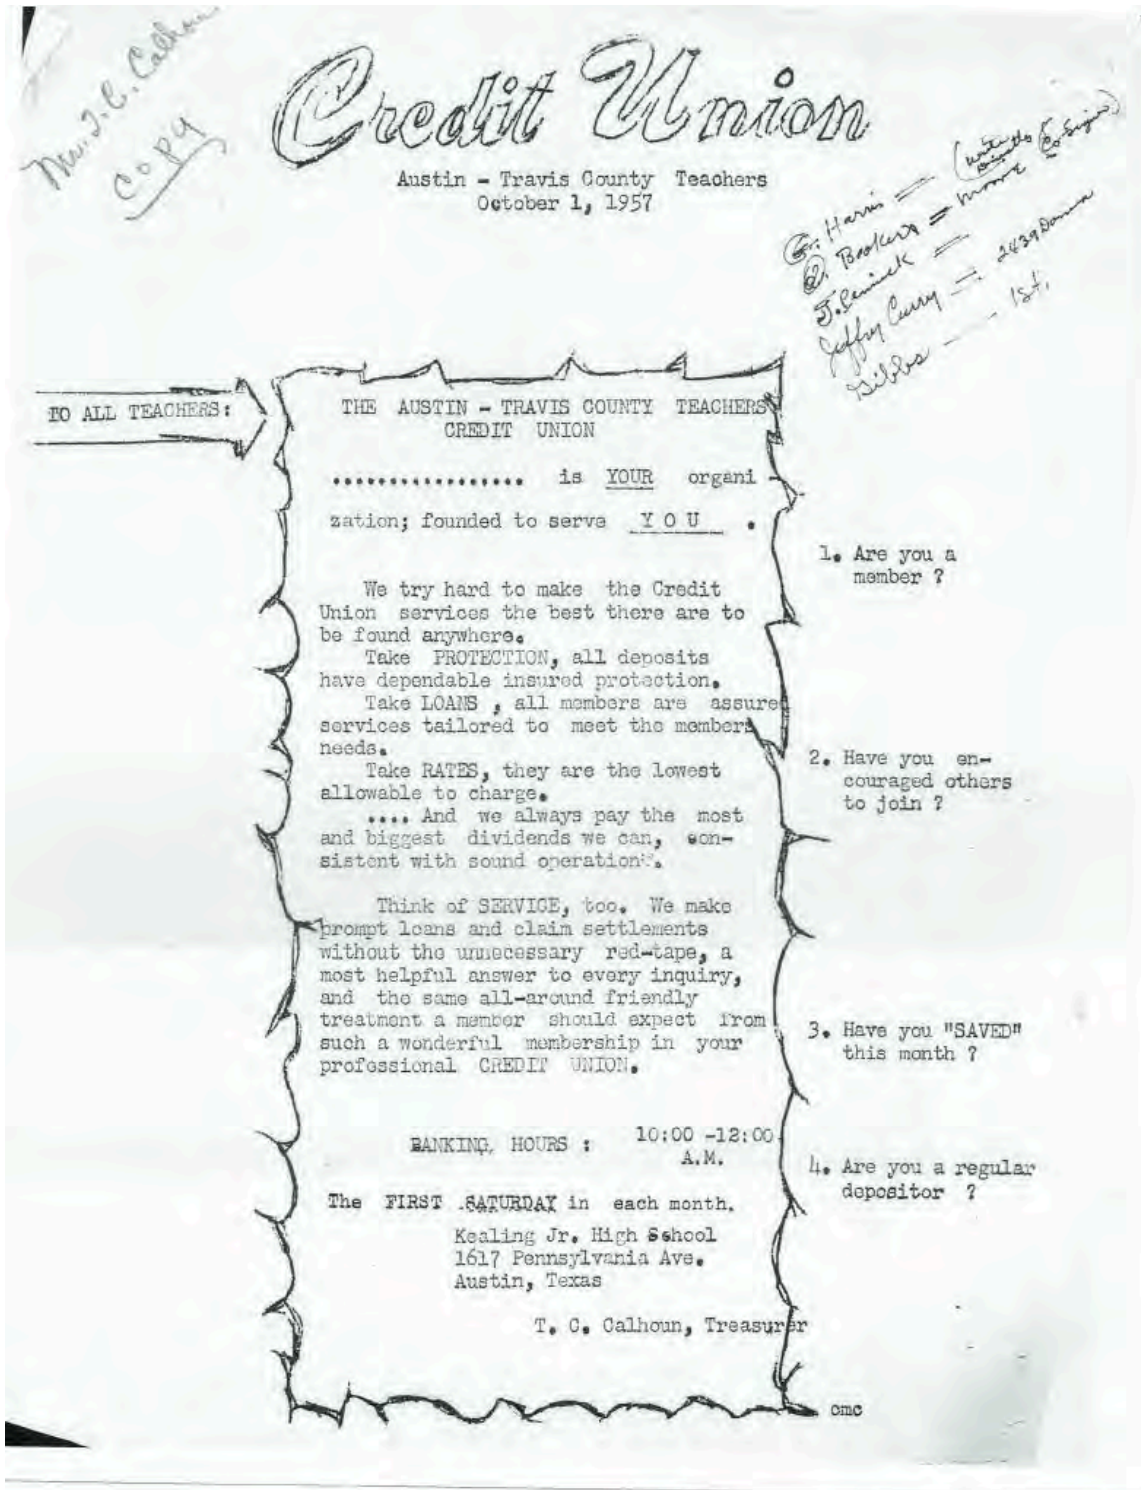 Mr. T. C. Calhoun
Copy
Credit Union
Austin - Travis County Teachers
October 1, 1957
G. Harris = (write
Co-Sign)
Q. Bookers = Moore
J.
Jeffry Curry = 2439
Gibbs — 1st.
TO ALL TEACHERS:
THE AUSTIN - TRAVIS COUNTY TEACHERS
CREDIT UNION
................. is YOUR organi -
zation; founded to serve Y O U .
We try hard to make the Credit
Union services the best there are to
be found anywhere.
Take PROTECTION, all deposits
have dependable insured protection.
Take LOANS , all members are assured
services tailored to meet the members
needs.
Take RATES, they are the lowest
allowable to charge.
.... And we always pay the most
and biggest dividends we can, con-
sistent with sound operation.
Think of SERVICE, too. We make
prompt loans and claim settlements
without the unnecessary red-tape, a
most helpful answer to every inquiry,
and the same all-around friendly
treatment a member should expect from
such a wonderful membership in your
professional CREDIT UNION.
BANKING HOURS : 10:00 -12:00
A.M.
The FIRST SATURDAY in each month.
Kealing Jr. High School
1617 Pennsylvania Ave.
Austin, Texas
T. C. Calhoun, Treasurer
omc
1. Are you a
member ?
2. Have you en-
couraged others
to join ?
3. Have you "SAVED"
this month ?
4. Are you a regular
depositor ?